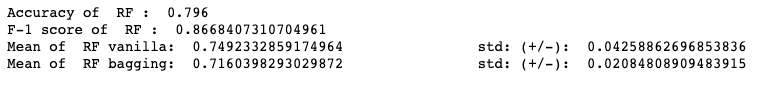 Accuracy of  RF :  0.796
F-1 score of  RF :  0.8668407310704961
Mean of  RF vanilla:  0.7492332859174964                std: (+/-):  0.04258862696853836
Mean of  RF bagging:  0.7160398293029872                std: (+/-):  0.02084808909483915